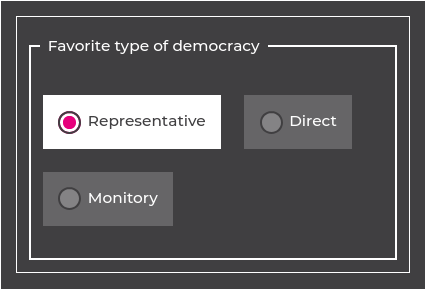 Favorite type of democracy
Representative
Direct
Monitory